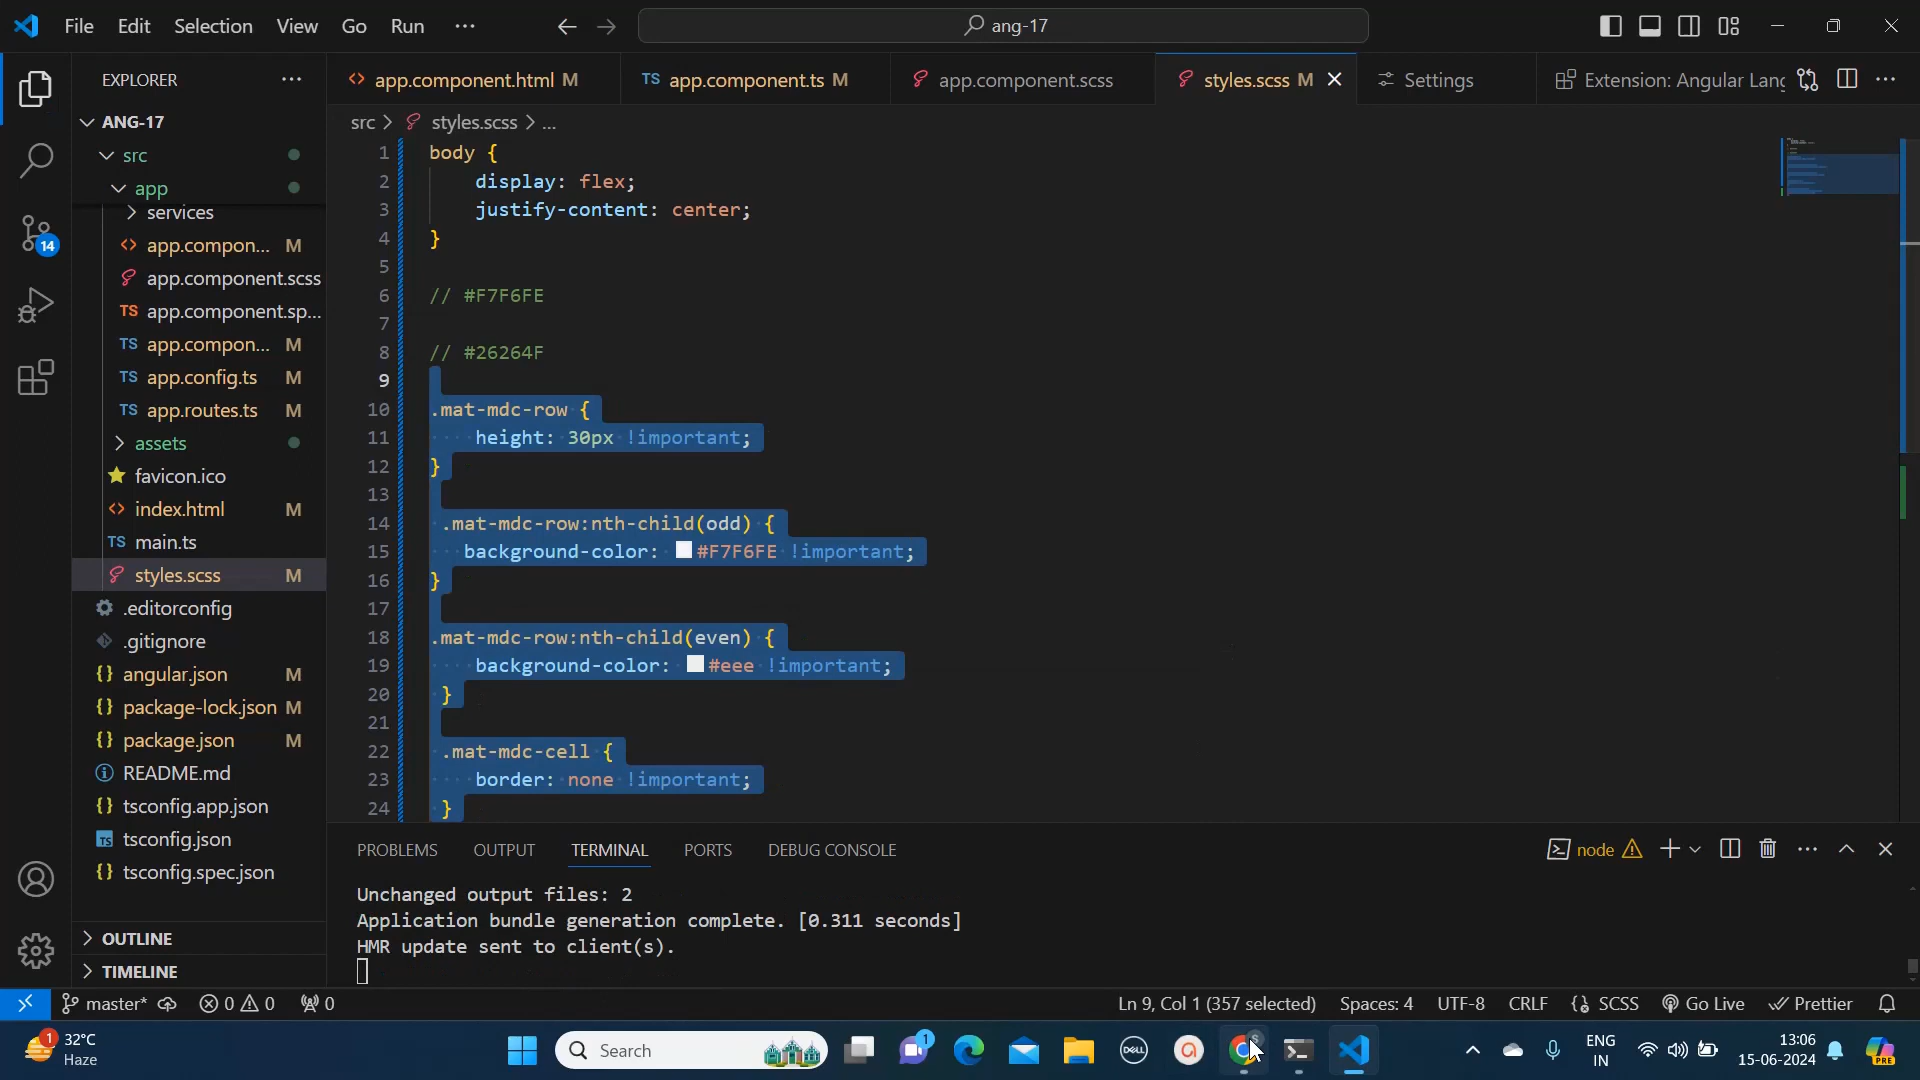 File Edit Selection View Go Run ··· ang-17
EXPLORER ···
app.component.html M TS app.component.ts M app.component.scss styles.scss M Settings Extension: Angular Lang
src > styles.scss > ...
ANG-17
src
app
services
app.compon... M
app.component.scss
TS app.component.sp...
TS app.compon... M
TS app.config.ts M
TS app.routes.ts M
assets
favicon.ico
index.html M
TS main.ts
styles.scss M
.editorconfig
.gitignore
{} angular.json M
{} package-lock.json M
{} package.json M
README.md
tsconfig.app.json
TS tsconfig.json
tsconfig.spec.json
OUTLINE
TIMELINE
14
1 body {
2 display: flex;
3 justify-content: center;
4 }
5
6 // #F7F6FE
7
8 // #26264F
9
10 .mat-mdc-row {
11 height: 30px !important;
12 }
13
14 .mat-mdc-row:nth-child(odd) {
15 background-color: #F7F6FE !important;
16 }
17
18 .mat-mdc-row:nth-child(even) {
19 background-color: #eee !important;
20 }
21
22 .mat-mdc-cell {
23 border: none !important;
24 }
PROBLEMS OUTPUT TERMINAL PORTS DEBUG CONSOLE node
Unchanged output files: 2
Application bundle generation complete. [0.311 seconds]
HMR update sent to client(s).
master* 0 0 0 Ln 9, Col 1 (357 selected) Spaces: 4 UTF-8 CRLF {} SCSS Go Live Prettier
1 32°C
Haze
Search
1
DELL
ENG
IN
13:06
15-06-2024
PRE